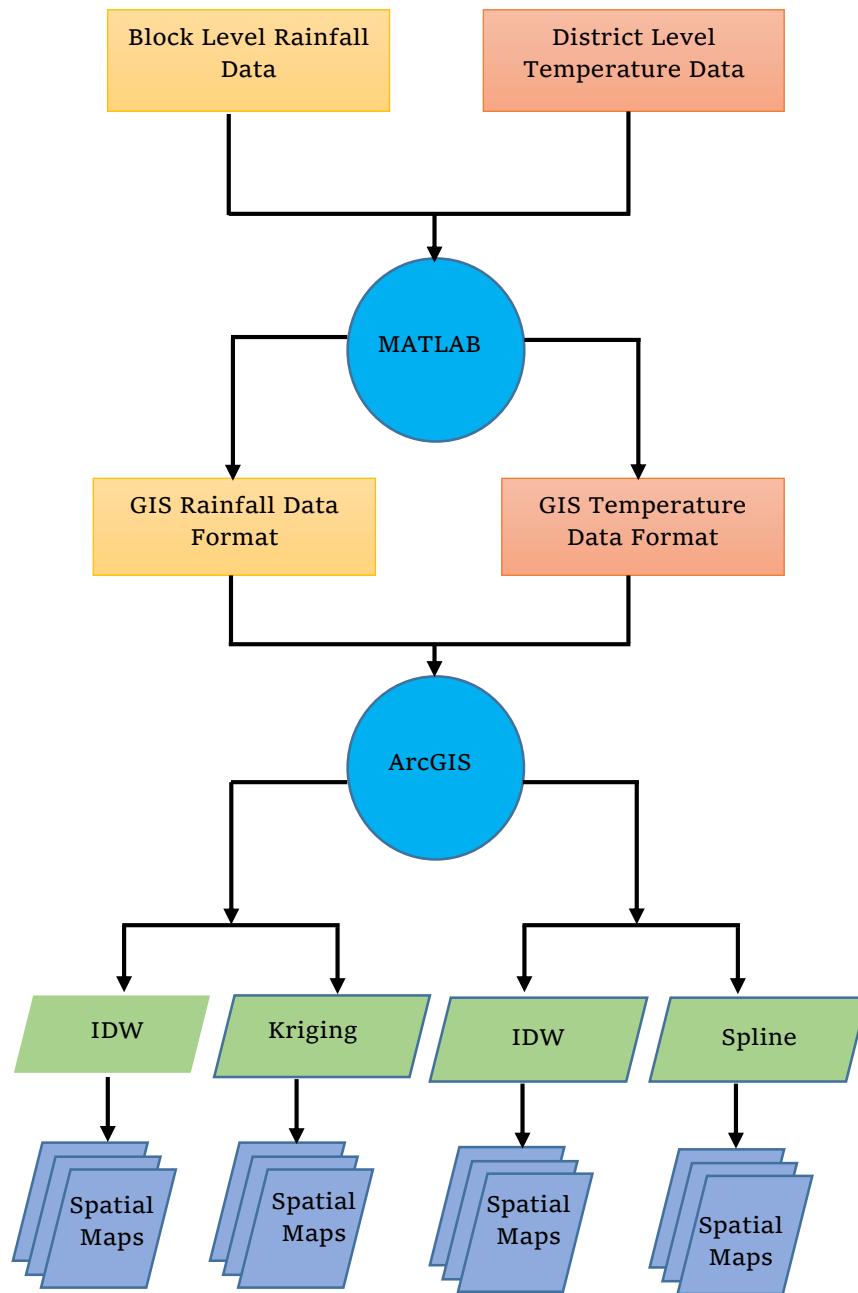 Block Level Rainfall
Data
District Level
Temperature Data
MATLAB
GIS Rainfall Data
Format
GIS Temperature
Data Format
ArcGIS
IDW
Kriging
IDW
Spline
Spatial
Maps
Spatial
Maps
Spatial
Maps
Spatial
Maps